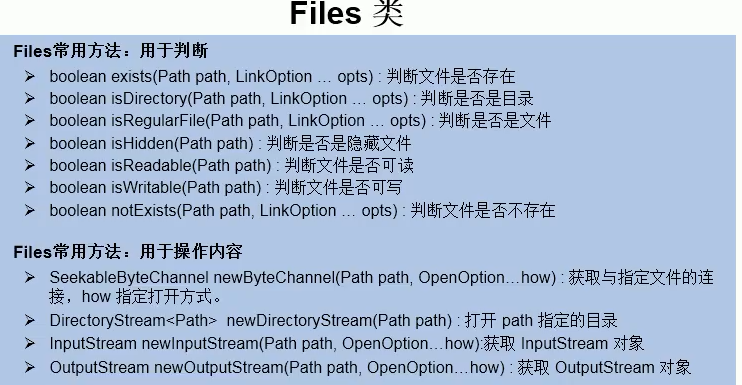 Files 类
Files常用方法：用于判断
➢ boolean exists(Path path, LinkOption … opts) : 判断文件是否存在
➢ boolean isDirectory(Path path, LinkOption … opts) : 判断是否是目录
➢ boolean isRegularFile(Path path, LinkOption … opts) : 判断是否是文件
➢ boolean isHidden(Path path) : 判断是否是隐藏文件
➢ boolean isReadable(Path path) : 判断文件是否可读
➢ boolean isWritable(Path path) : 判断文件是否可写
➢ boolean notExists(Path path, LinkOption … opts) : 判断文件是否不存在
Files常用方法：用于操作内容
➢ SeekableByteChannel newByteChannel(Path path, OpenOption…how) : 获取与指定文件的连
接，how 指定打开方式。
➢ DirectoryStream<Path>  newDirectoryStream(Path path) : 打开 path 指定的目录
➢ InputStream newInputStream(Path path, OpenOption…how):获取 InputStream 对象
➢ OutputStream newOutputStream(Path path, OpenOption…how) : 获取 OutputStream 对象